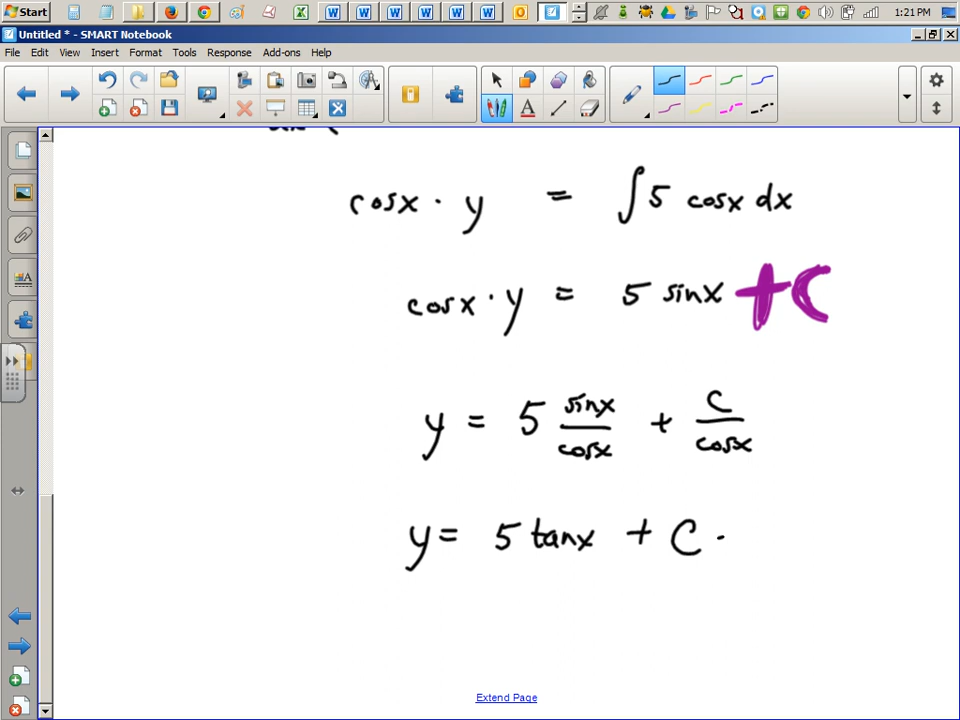 Start
1:21 PM
Untitled * - SMART Notebook
File Edit View Insert Format Tools Response Add-ons Help
cosx · y = ∫5 cosx dx
cosx · y = 5 sinx + C
y = 5 sinx/cosx + C/cosx
y = 5 tanx + C ·
Extend Page